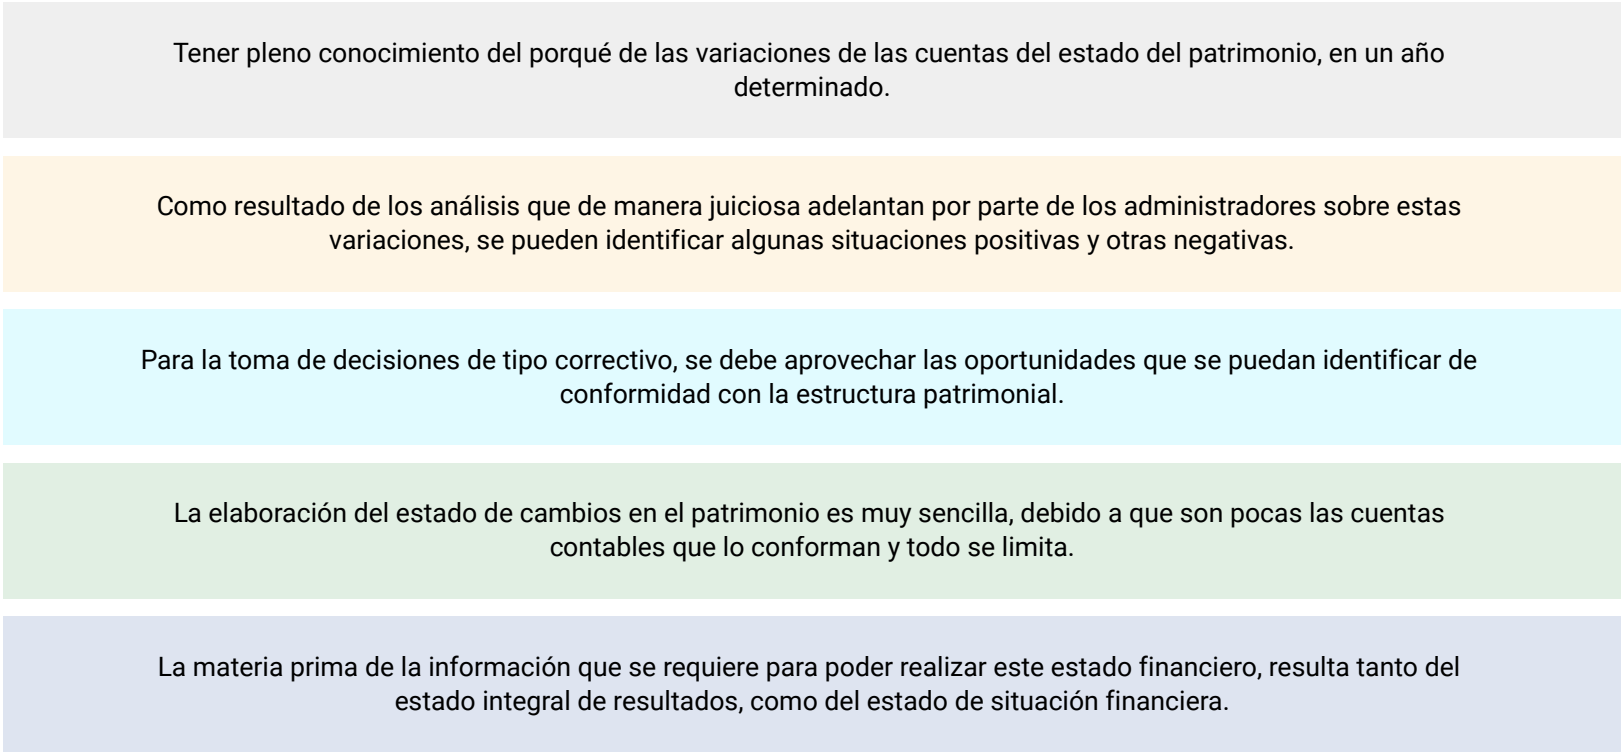 Tener pleno conocimiento del porqué de las variaciones de las cuentas del estado del patrimonio, en un año
determinado.
Como resultado de los análisis que de manera juiciosa adelantan por parte de los administradores sobre estas
variaciones, se pueden identificar algunas situaciones positivas y otras negativas.
Para la toma de decisiones de tipo correctivo, se debe aprovechar las oportunidades que se puedan identificar de
conformidad con la estructura patrimonial.
La elaboración del estado de cambios en el patrimonio es muy sencilla, debido a que son pocas las cuentas
contables que lo conforman y todo se limita.
La materia prima de la información que se requiere para poder realizar este estado financiero, resulta tanto del
estado integral de resultados, como del estado de situación financiera.